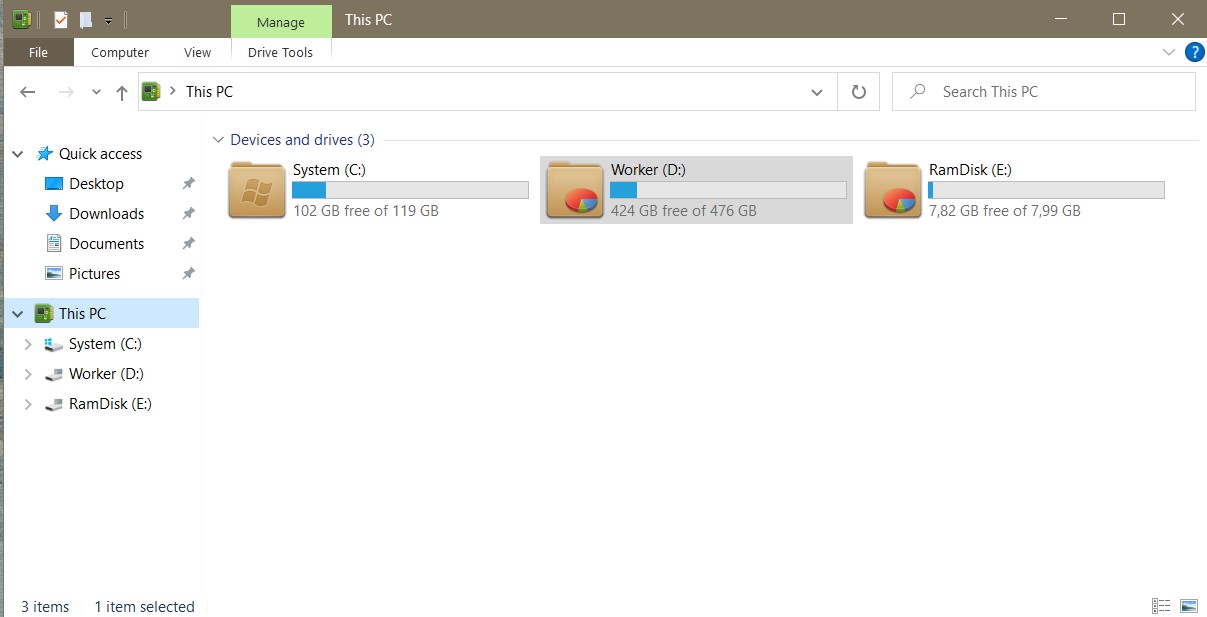 Manage
This PC
File
Computer
View
Drive Tools
?
This PC
Search This PC
Quick access
Desktop
Downloads
Documents
Pictures
This PC
System (C:)
Worker (D:)
RamDisk (E:)
Devices and drives (3)
System (C:)
102 GB free of 119 GB
Worker (D:)
424 GB free of 476 GB
RamDisk (E:)
7,82 GB free of 7,99 GB
3 items
1 item selected